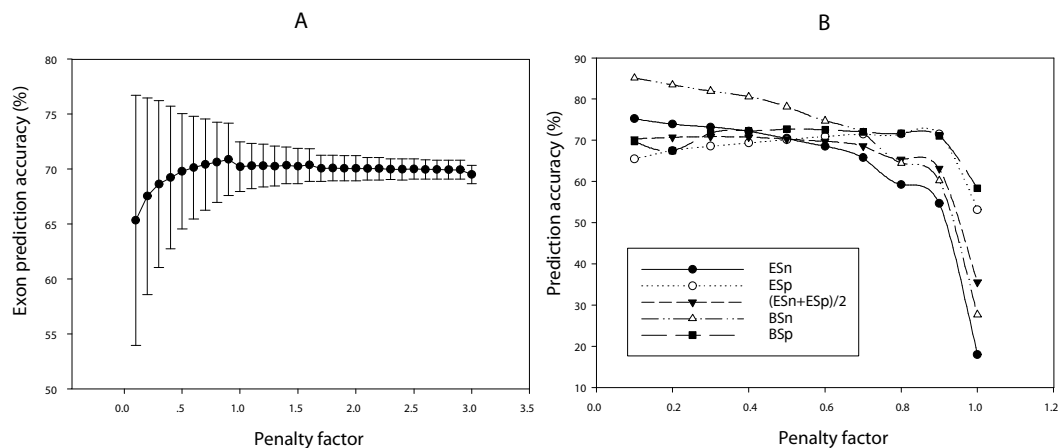 A
Exon prediction accuracy (%)
80
75
70
65
60
55
50
0.0 .5 1.0 1.5 2.0 2.5 3.0 3.5
Penalty factor
B
Prediction accuracy (%)
90
80
70
60
50
40
30
20
10
ESn
ESp
(ESn+ESp)/2
BSn
BSp
0.0 0.2 0.4 0.6 0.8 1.0 1.2
Penalty factor